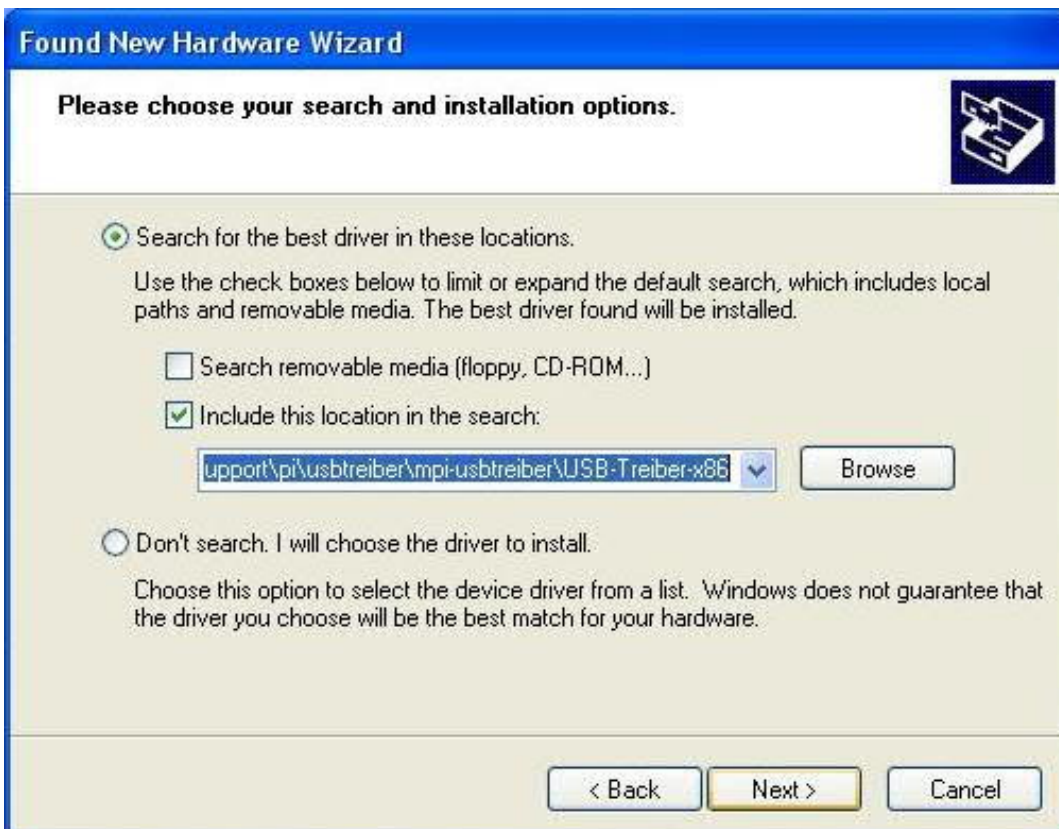 Found New Hardware Wizard
Please choose your search and installation options.
Search for the best driver in these locations.
Use the check boxes below to limit or expand the default search, which includes local
paths and removable media. The best driver found will be installed.
Search removable media (floppy, CD-ROM...)
Include this location in the search:
upport\pi\usbtreiber\mpi-usbtreiber\USB-Treiber-x86
Browse
Don't search. I will choose the driver to install.
Choose this option to select the device driver from a list. Windows does not guarantee that
the driver you choose will be the best match for your hardware.
< Back
Next >
Cancel